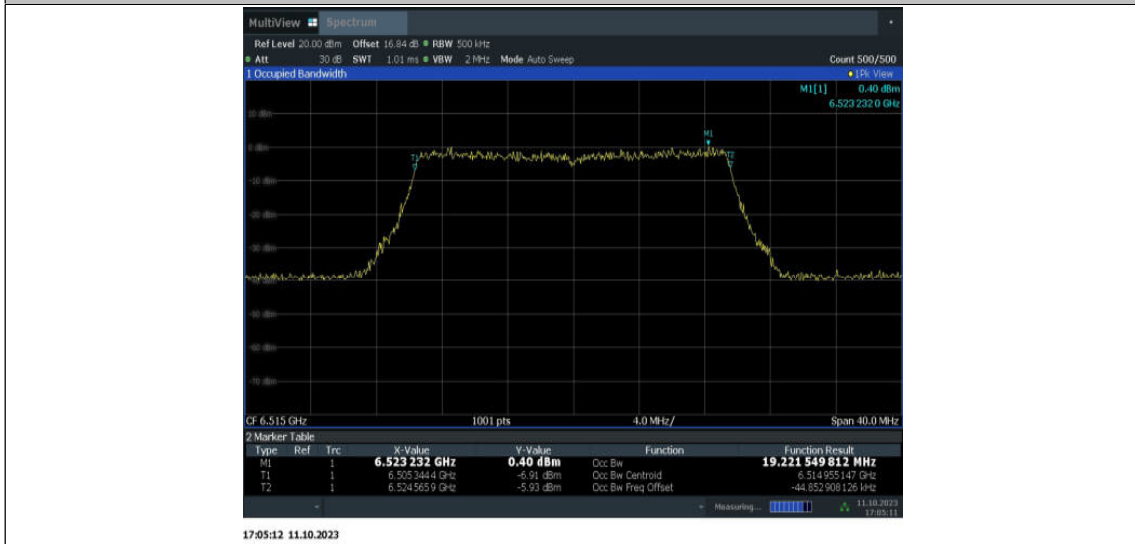 MultiView Spectrum
Ref Level 20.00 dBm Offset 16.84 dB RBW 500 kHz
Att 30 dB SWT 1.01 ms VBW 2 MHz Mode Auto Sweep Count 500/500
1 Occupied Bandwidth 1Pk View
M1[1] 0.40 dBm
6.523 232 0 GHz
10 dBm
M1
0 dBm
T1 T2
-10 dBm
-20 dBm
-30 dBm
-40 dBm
-50 dBm
-60 dBm
-70 dBm
CF 6.515 GHz 1001 pts 4.0 MHz/ Span 40.0 MHz
2 Marker Table
Type Ref Trc X-Value Y-Value Function Function Result
M1 1 6.523 232 GHz 0.40 dBm Occ Bw 19.221 549 812 MHz
T1 1 6.505 344 4 GHz -6.91 dBm Occ Bw Centroid 6.514 955 147 GHz
T2 1 6.524 565 9 GHz -5.93 dBm Occ Bw Freq Offset -44.852 908 126 kHz
Measuring... 11.10.2023
17:05:11
17:05:12 11.10.2023